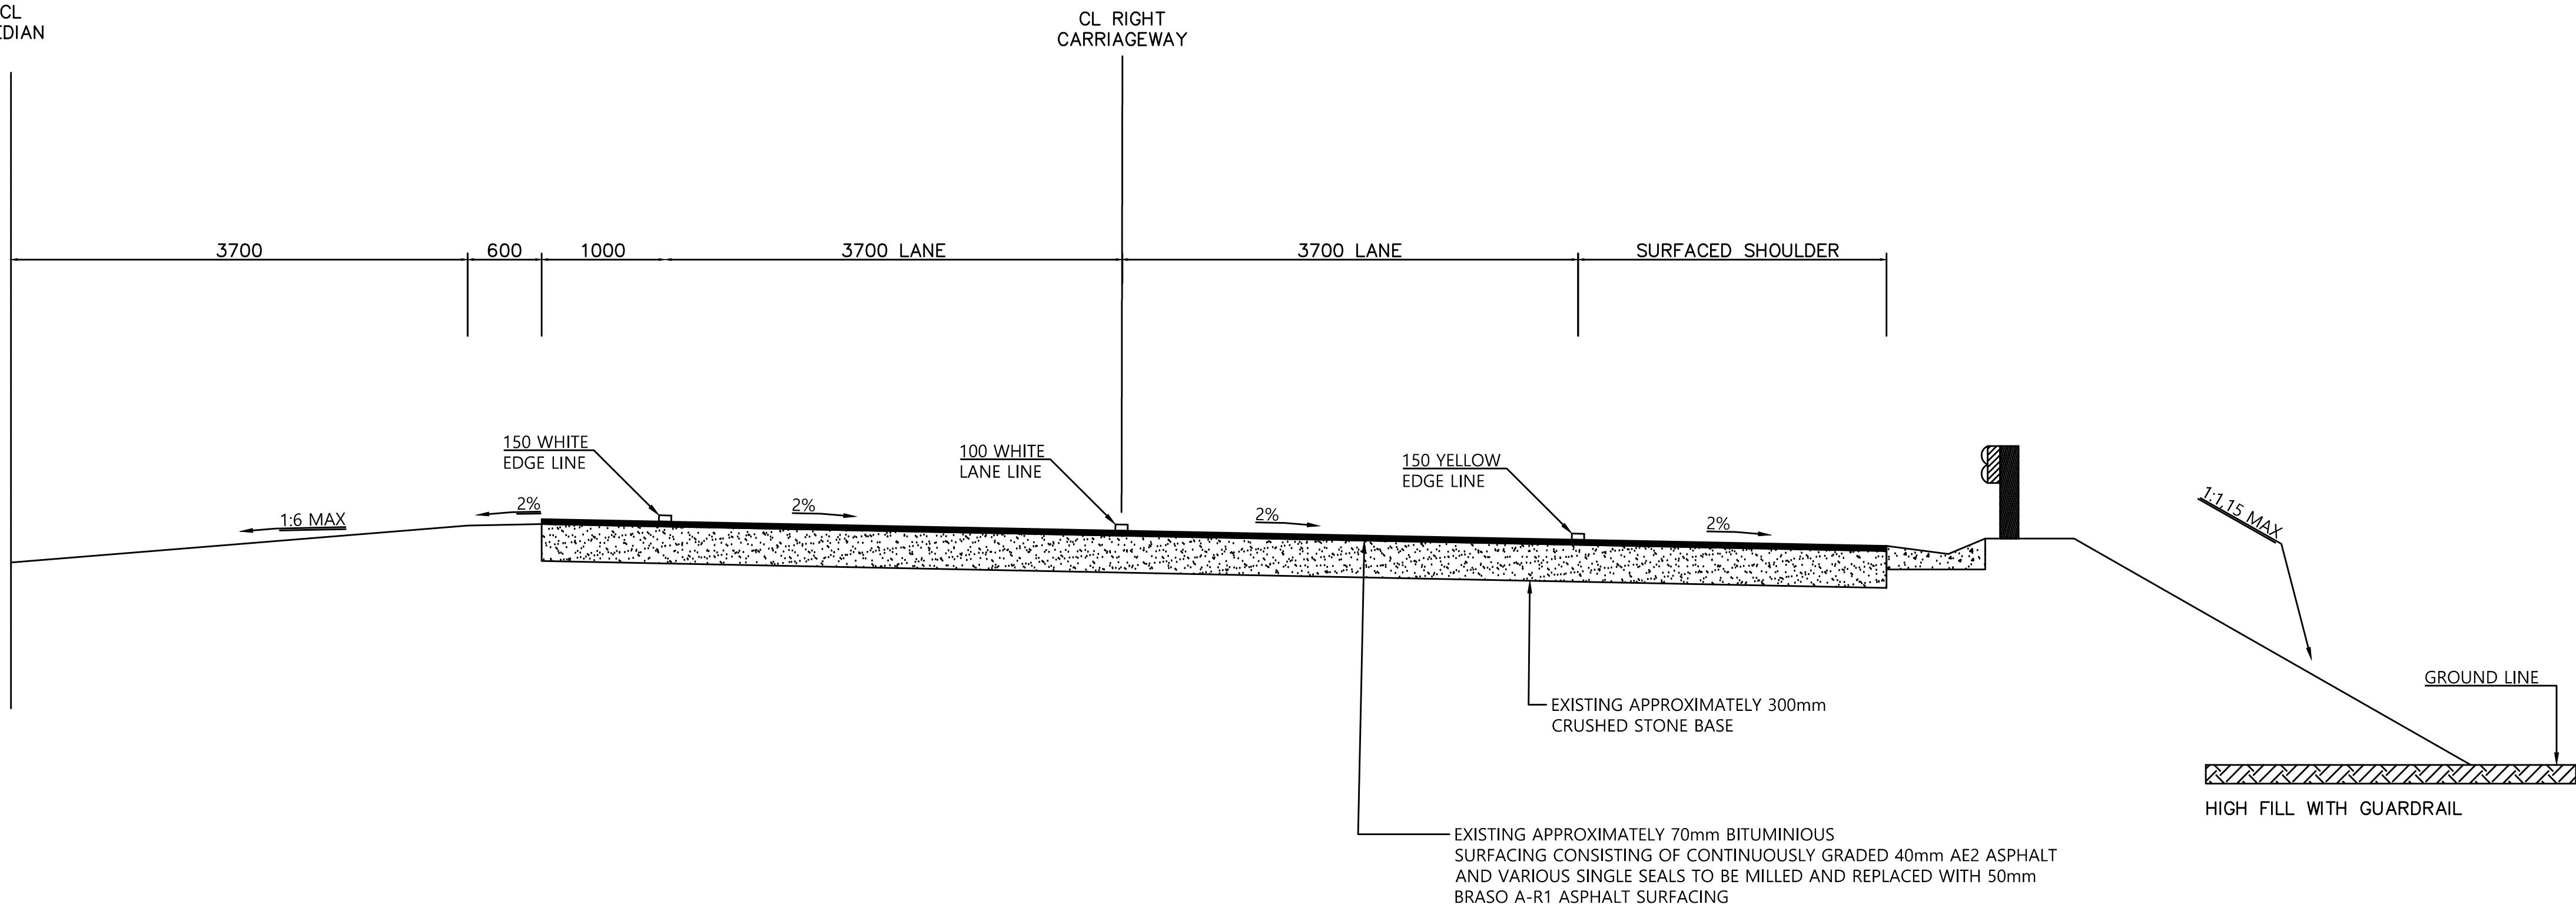 CL
EDIAN
CL RIGHT
CARRIAGEWAY
3700
600
1000
3700 LANE
3700 LANE
SURFACED SHOULDER
150 WHITE
EDGE LINE
100 WHITE
LANE LINE
150 YELLOW
EDGE LINE
1:6 MAX
2%
2%
2%
2%
1:1,15 MAX
GROUND LINE
EXISTING APPROXIMATELY 300mm
CRUSHED STONE BASE
HIGH FILL WITH GUARDRAIL
EXISTING APPROXIMATELY 70mm BITUMINIOUS
SURFACING CONSISTING OF CONTINUOUSLY GRADED 40mm AE2 ASPHALT
AND VARIOUS SINGLE SEALS TO BE MILLED AND REPLACED WITH 50mm
BRASO A-R1 ASPHALT SURFACING